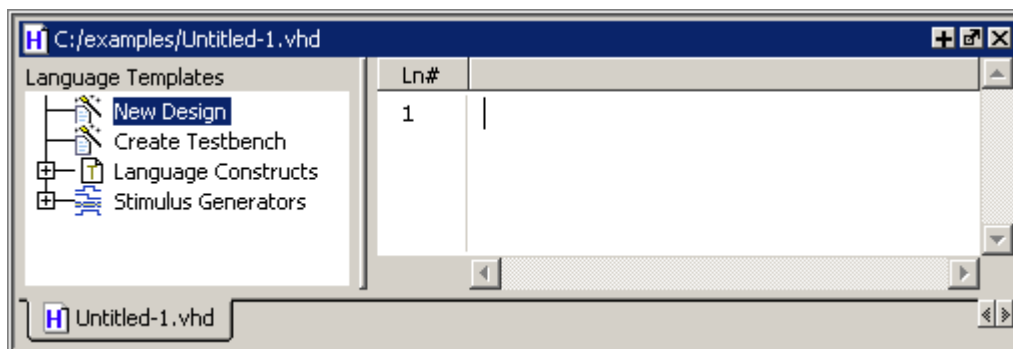 H C:/examples/Untitled-1.vhd
Language Templates
New Design
Create Testbench
T Language Constructs
Stimulus Generators
Ln#
1
H Untitled-1.vhd